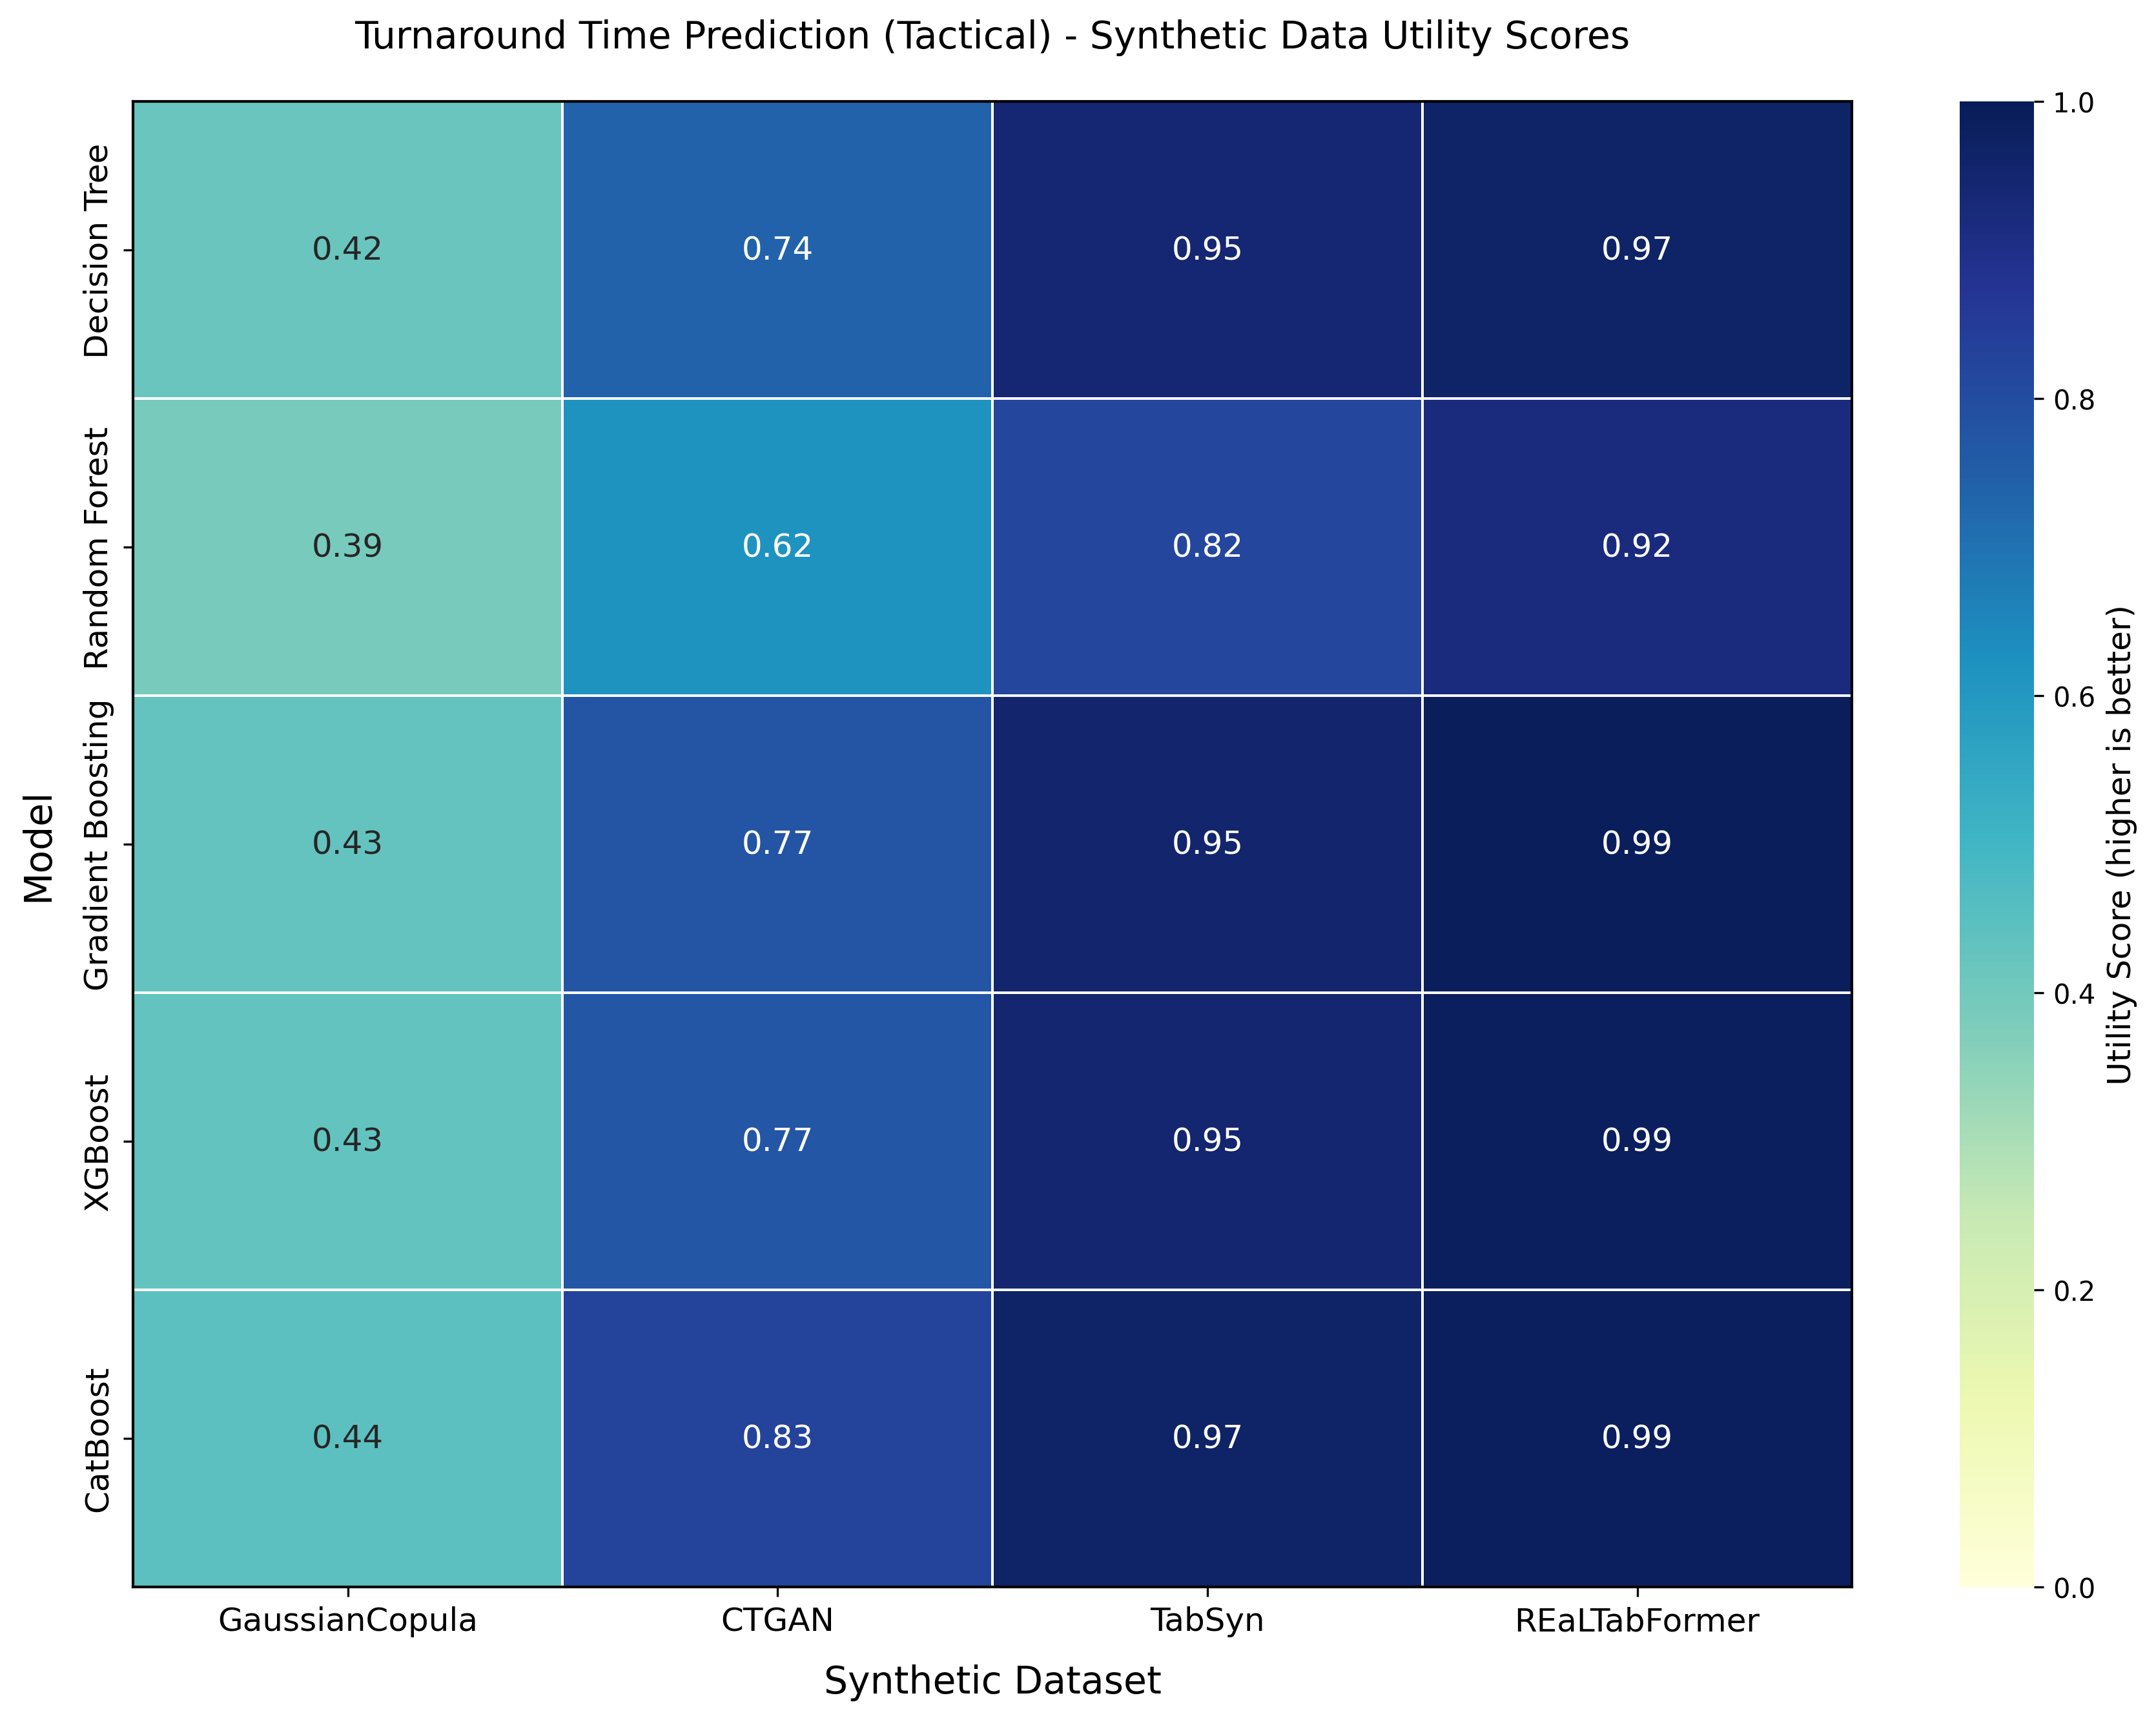 Turnaround Time Prediction (Tactical) - Synthetic Data Utility Scores
Model
Decision Tree
0.42 0.74 0.95 0.97
Random Forest
0.39 0.62 0.82 0.92
Gradient Boosting
0.43 0.77 0.95 0.99
XGBoost
0.43 0.77 0.95 0.99
CatBoost
0.44 0.83 0.97 0.99
GaussianCopula CTGAN TabSyn REaLTabFormer
Synthetic Dataset
1.0
0.8
0.6
0.4
0.2
0.0
Utility Score (higher is better)